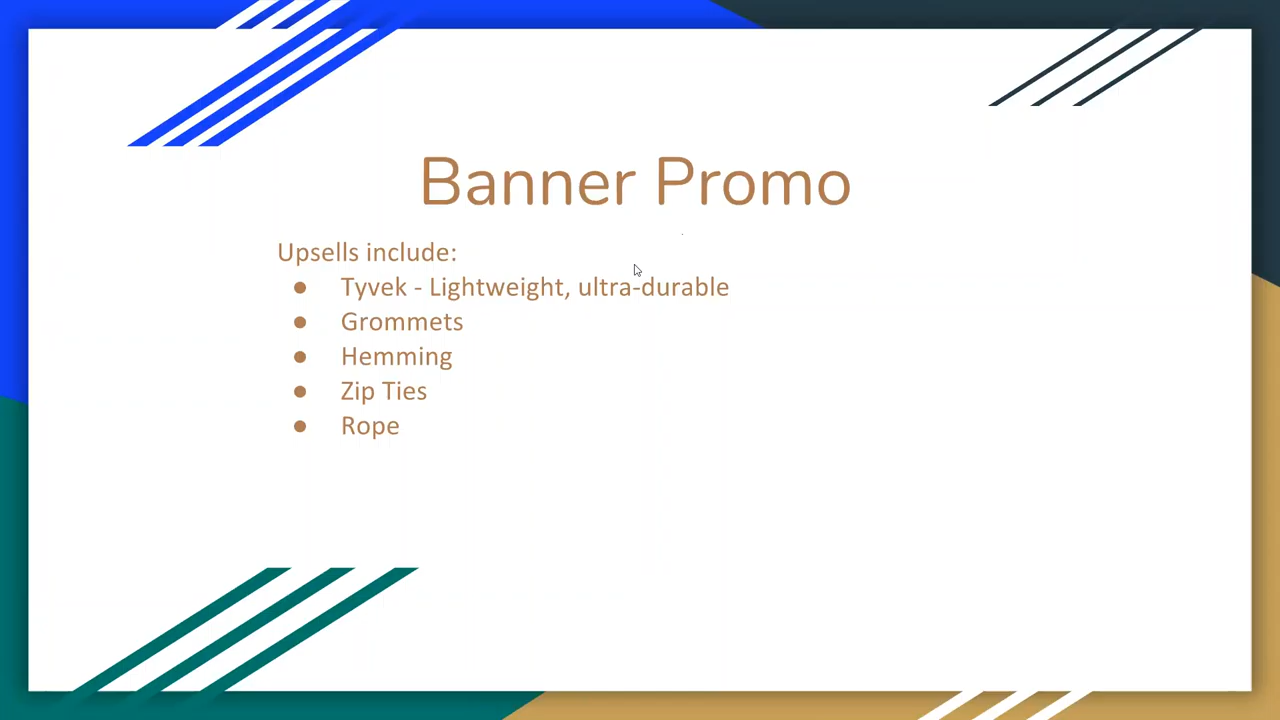 Banner Promo
Upsells include:
● Tyvek - Lightweight, ultra-durable
● Grommets
● Hemming
● Zip Ties
● Rope